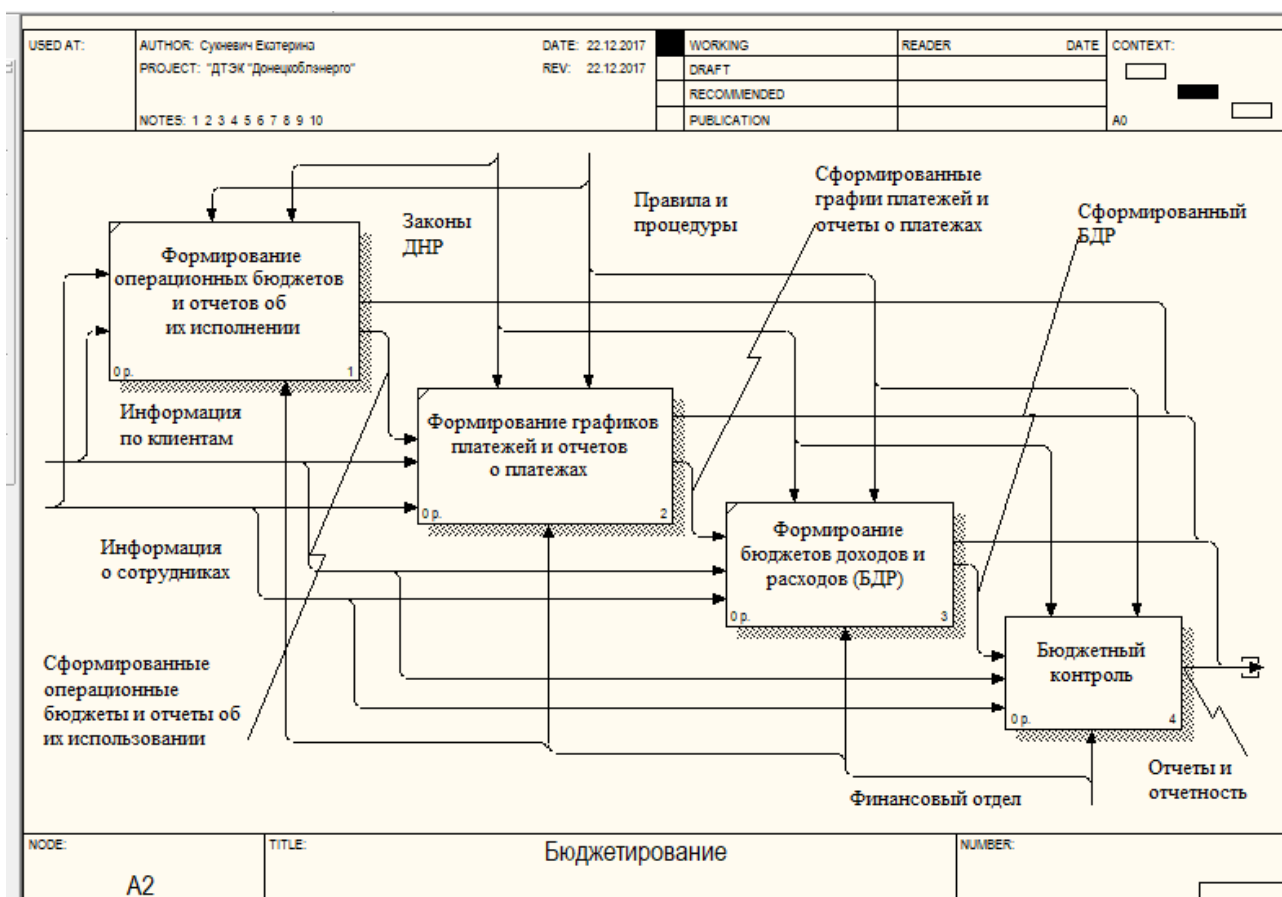 USED AT:
AUTHOR: Сукневич Екатерина
DATE: 22.12.2017
PROJECT: "ДТЭК "Донецкоблэнерго"
REV: 22.12.2017
NOTES: 1 2 3 4 5 6 7 8 9 10
WORKING
DRAFT
RECOMMENDED
PUBLICATION
READER
DATE
CONTEXT:
A0
Формирование
операционных бюджетов
и отчетов об
их исполнении
0 р.
1
Законы
ДНР
Правила и
процедуры
Сформированные
графии платежей и
отчеты о платежах
Сформированный
БДР
Информация
по клиентам
Формирование графиков
платежей и отчетов
о платежах
0 р.
2
Информация
о сотрудниках
Формироание
бюджетов доходов и
расходов (БДР)
0 р.
3
Сформированные
операционные
бюджеты и отчеты об
их использовании
Бюджетный
контроль
0 р.
4
Финансовый отдел
Отчеты и
отчетность
NODE:
A2
TITLE:
Бюджетирование
NUMBER: